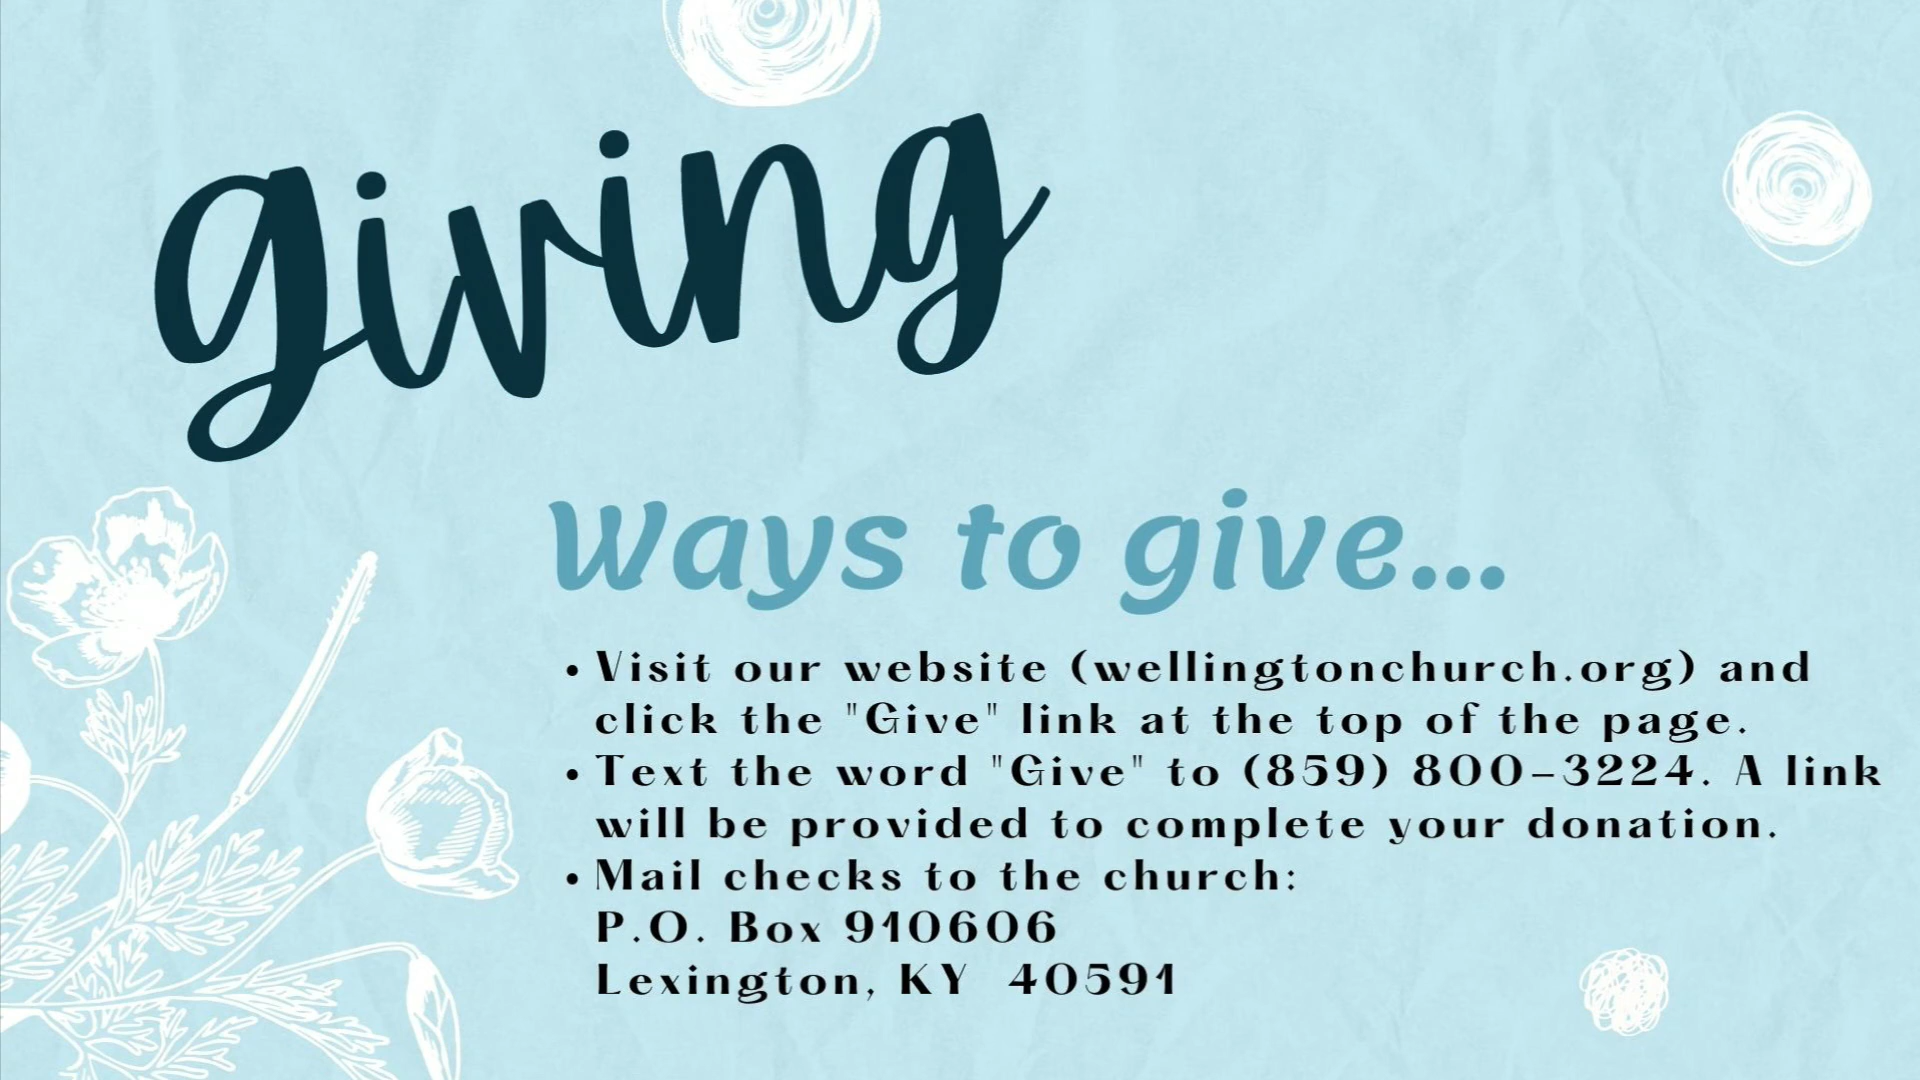 Giving
Ways to give...
• Visit our website (wellingtonchurch.org) and
click the "Give" link at the top of the page.
• Text the word "Give" to (859) 800-3224. A link
will be provided to complete your donation.
• Mail checks to the church:
P.O. Box 910606
Lexington, KY  40591